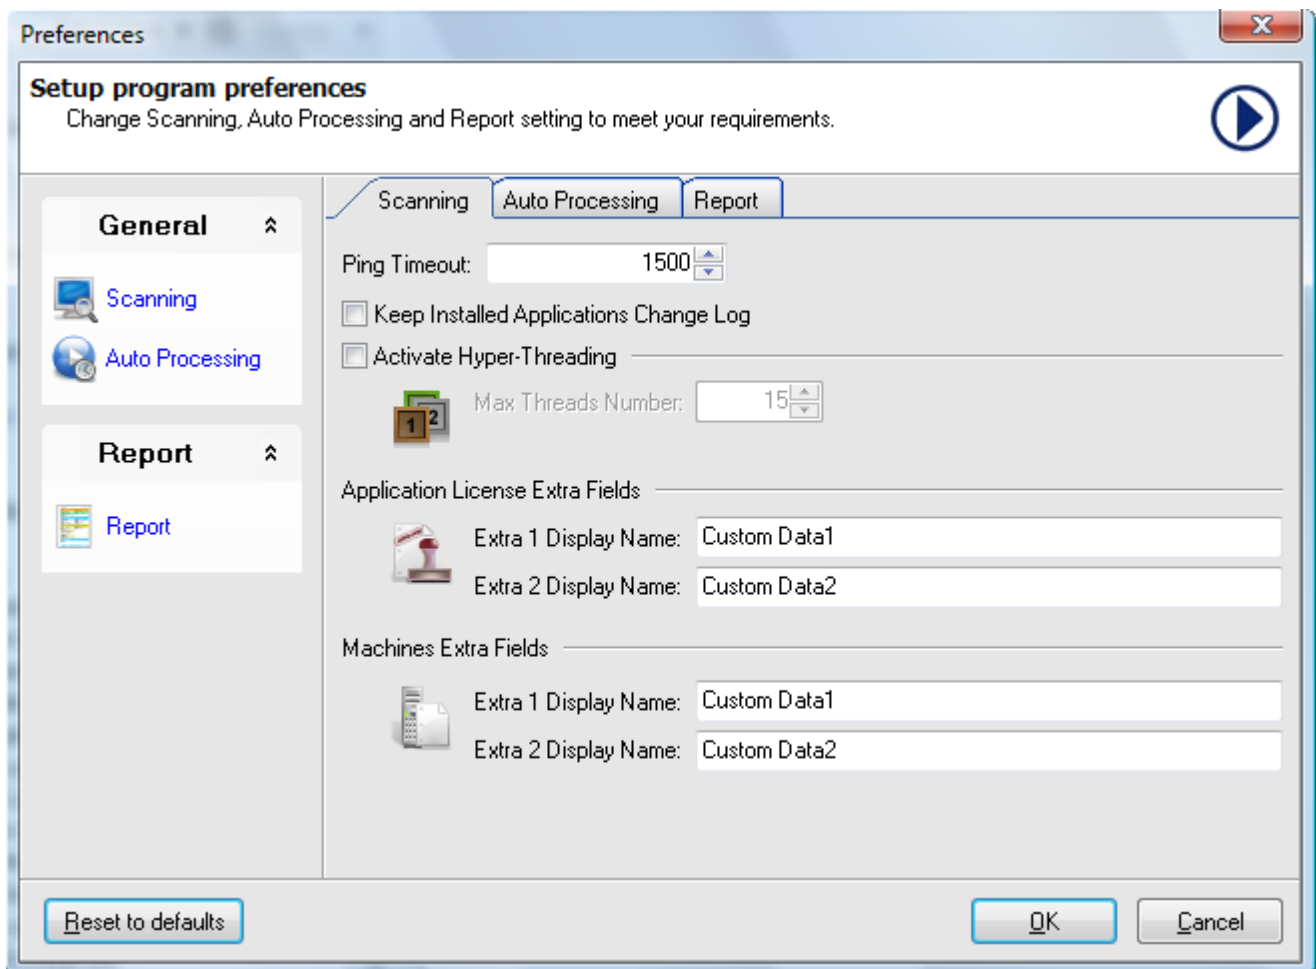 Preferences
Setup program preferences
Change Scanning, Auto Processing and Report setting to meet your requirements.
General
Scanning
Auto Processing
Report
Report
Scanning
Auto Processing
Report
Ping Timeout:
1500
Keep Installed Applications Change Log
Activate Hyper-Threading
1
2
Max Threads Number:
15
Application License Extra Fields
Extra 1 Display Name:
Custom Data1
Extra 2 Display Name:
Custom Data2
Machines Extra Fields
Extra 1 Display Name:
Custom Data1
Extra 2 Display Name:
Custom Data2
Reset to defaults
OK
Cancel